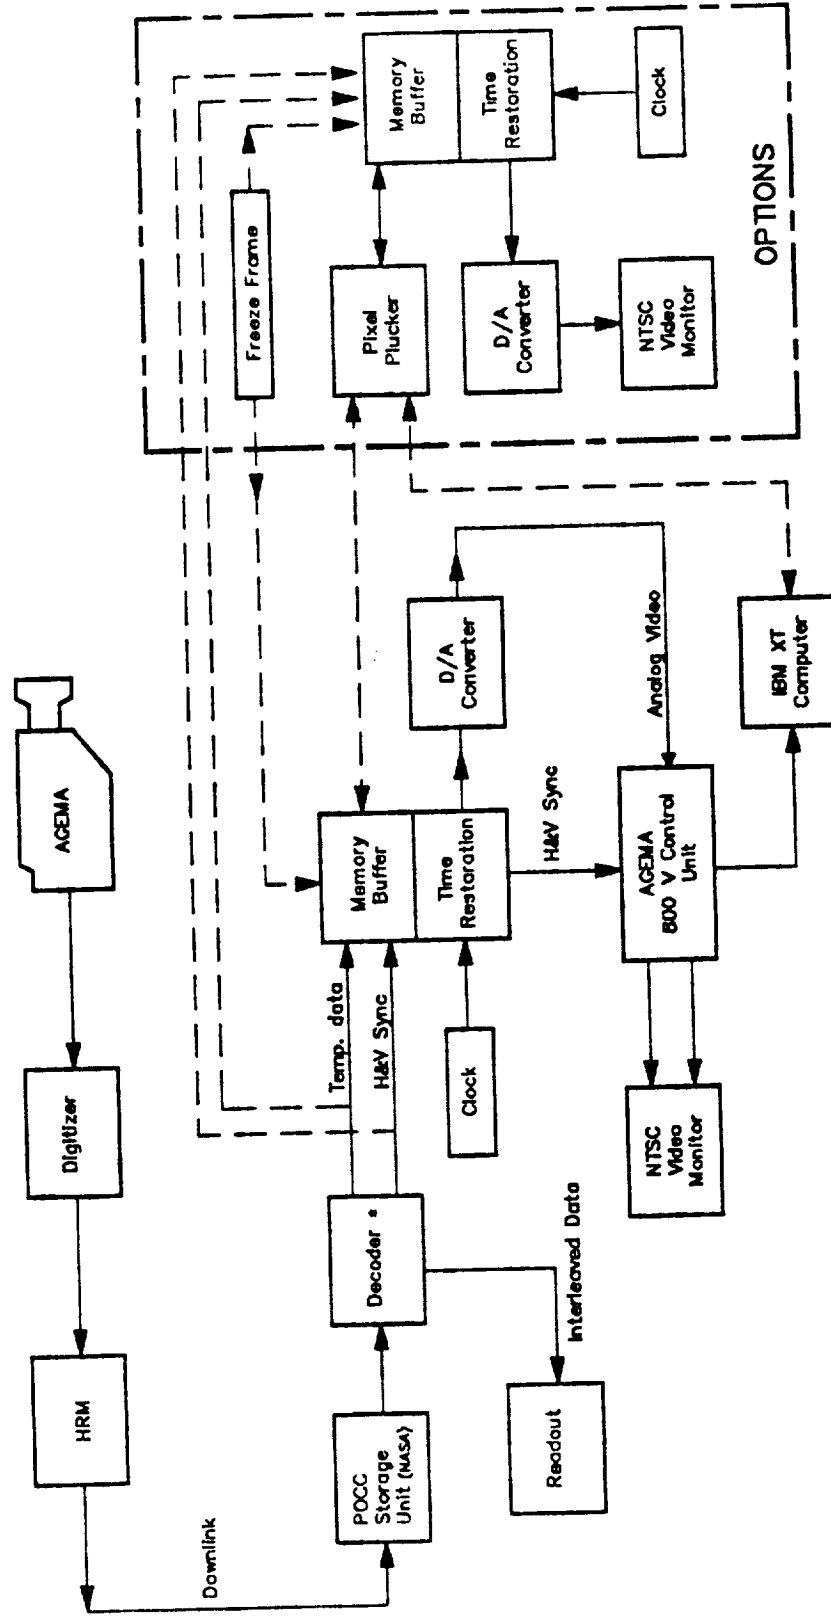 AGEMA
Digitizer
HRM
Downlink
POCC
Storage
Unit (NASA)
Decoder *
Temp. data
H&V Sync
Interleaved Data
Readout
Clock
Memory
Buffer
Time
Restoration
D/A
Converter
H&V Sync
Analog Video
AGEMA
800 V Control
Unit
NTSC
Video
Monitor
IBM XT
Computer
Freeze Frame
Memory
Buffer
Time
Restoration
Clock
Pixel
Plucker
D/A
Converter
NTSC
Video
Monitor
OPTIONS